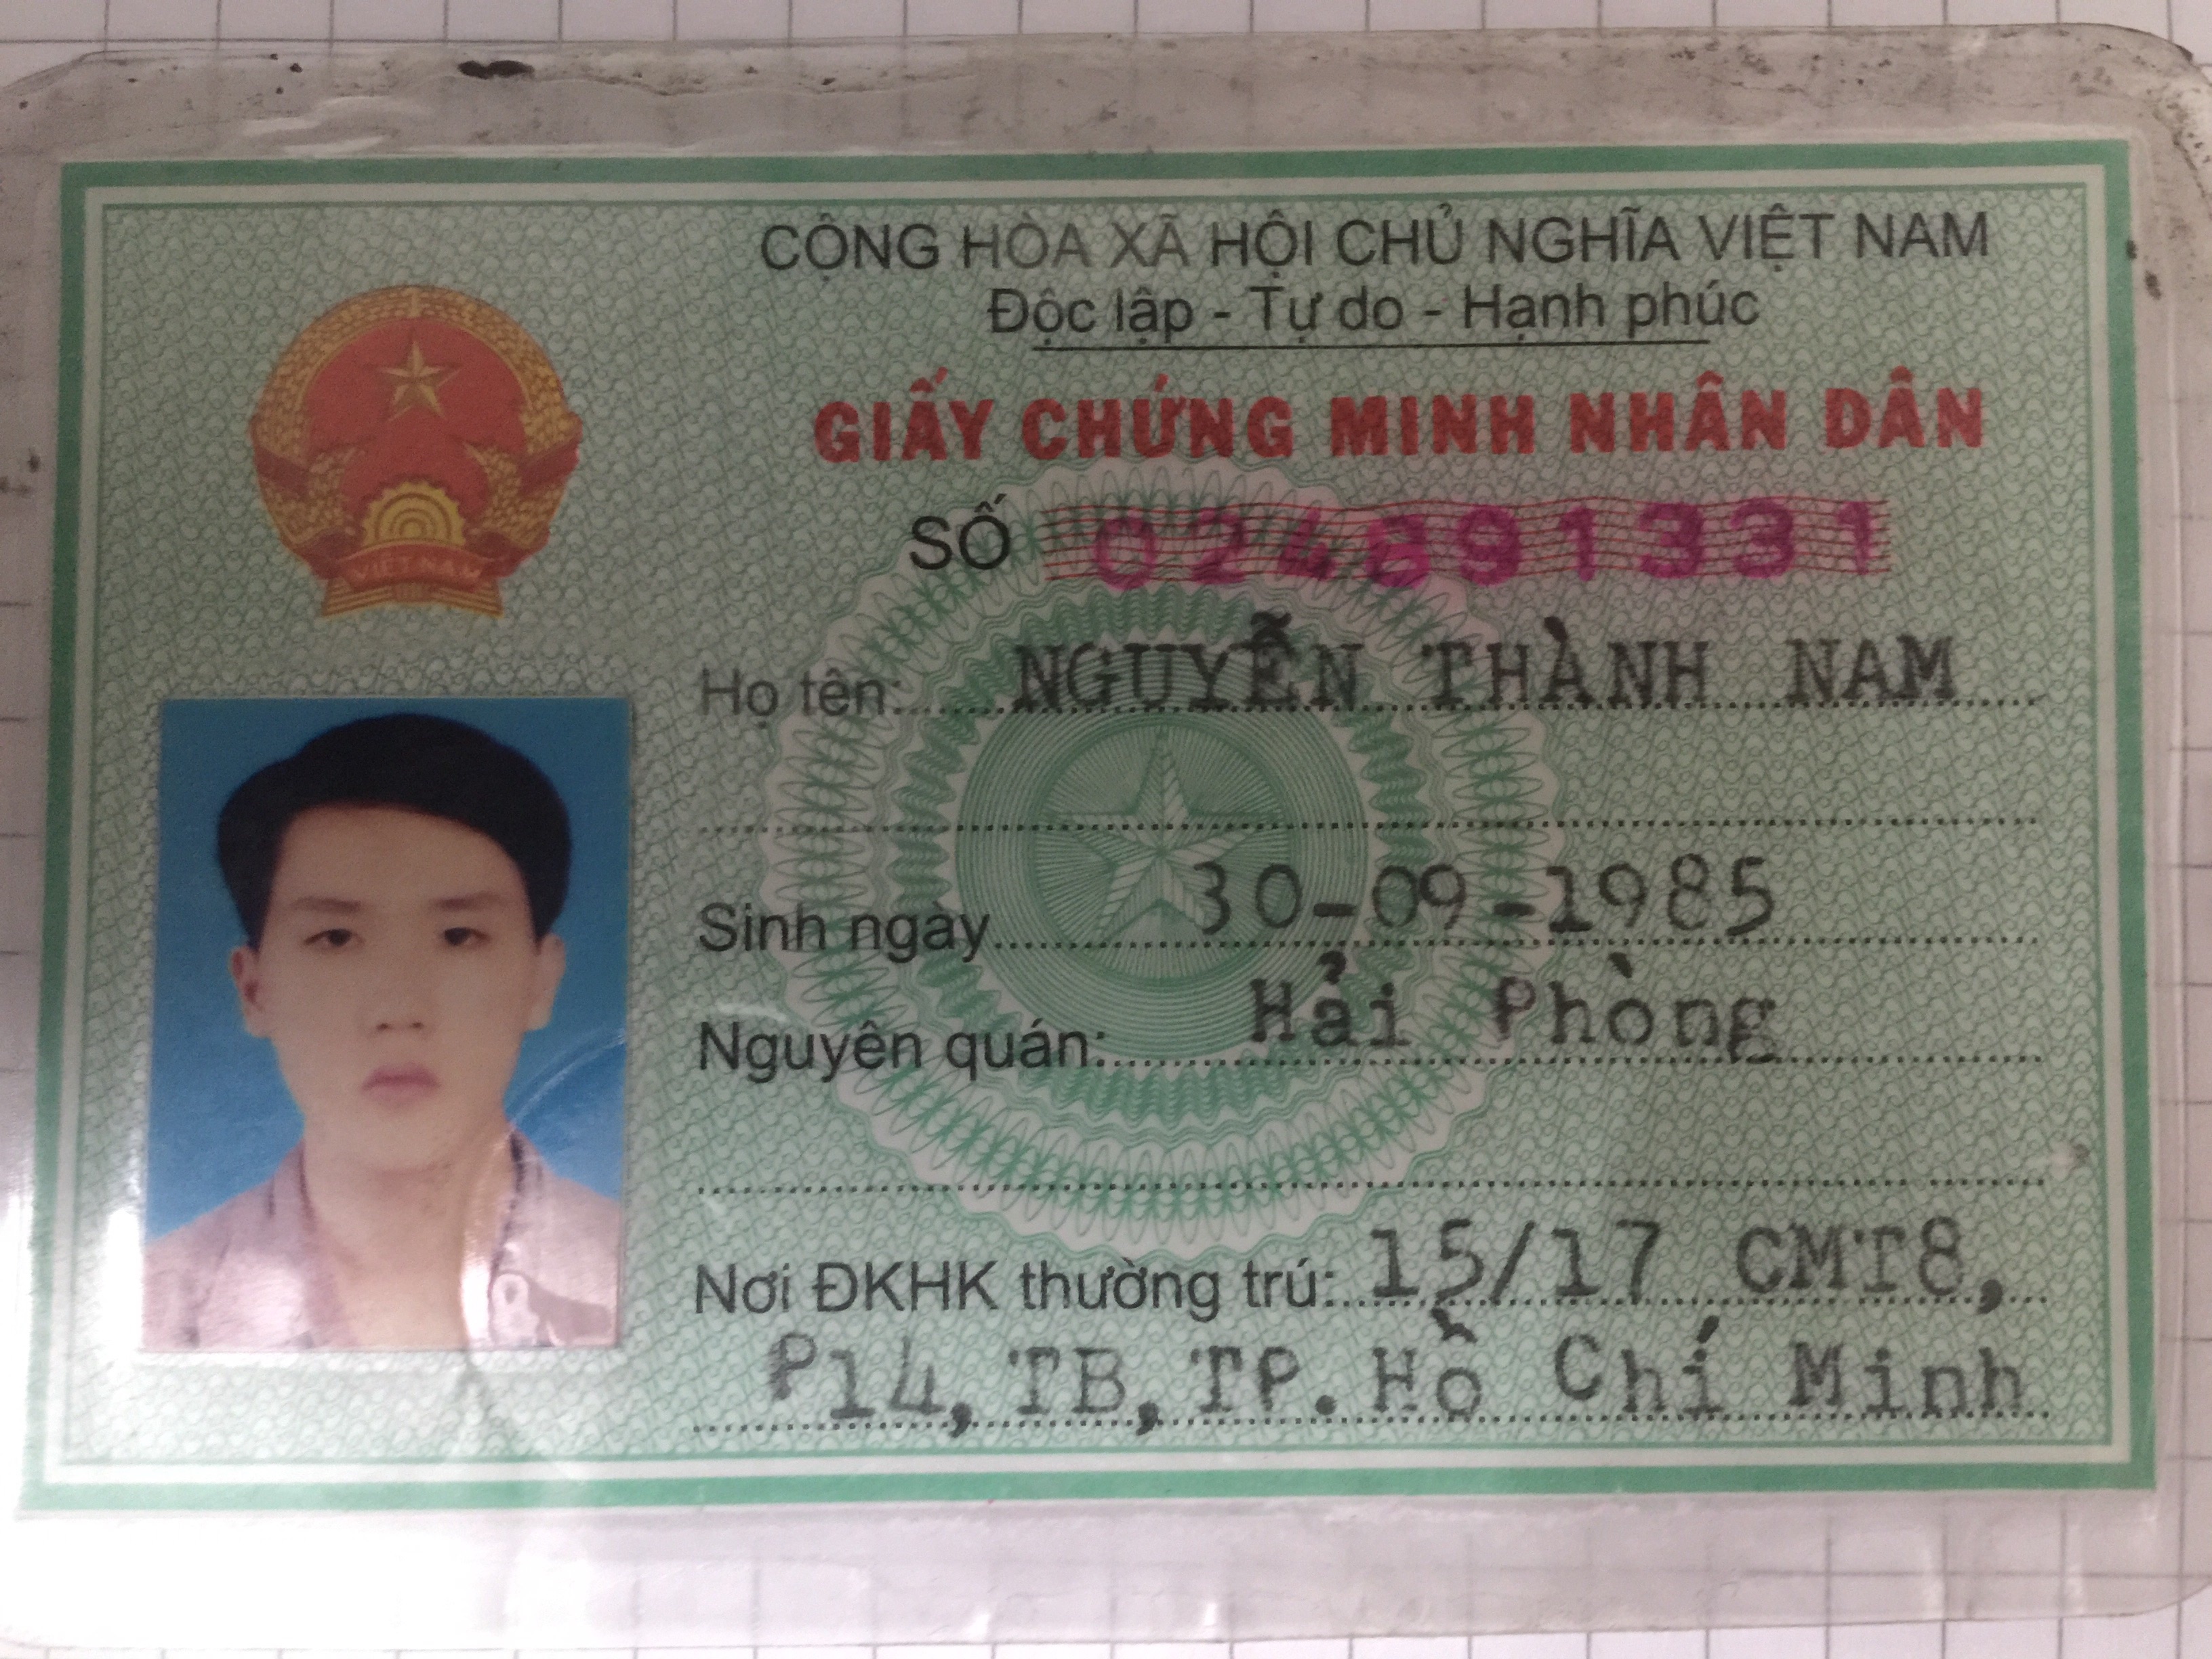 CỘNG HÒA XÃ HỘI CHỦ NGHĨA VIỆT NAM
Độc lập - Tự do - Hạnh phúc
GIẤY CHỨNG MINH NHÂN DÂN
SỐ 024891331
VIỆT NAM
Họ tên: NGUYỄN THÀNH NAM
Sinh ngày 30-09-1985
Nguyên quán: Hải Phòng
Nơi ĐKHK thường trú: 15/17 CMT8,
P14, TB, TP. Hồ Chí Minh